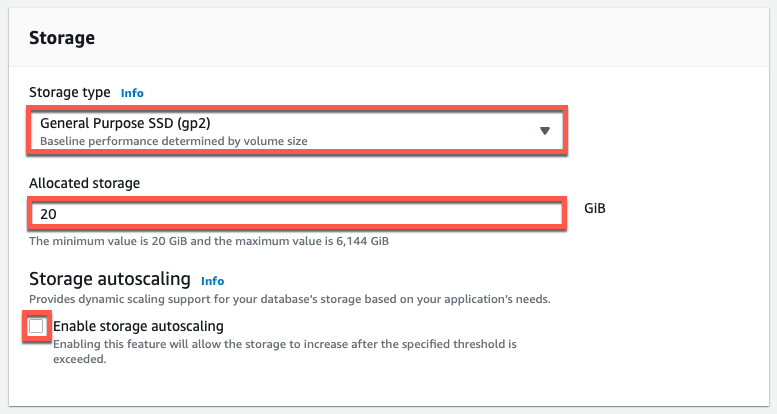 Storage
Storage type Info
General Purpose SSD (gp2)
Baseline performance determined by volume size
Allocated storage
20 GiB
The minimum value is 20 GiB and the maximum value is 6,144 GiB
Storage autoscaling Info
Provides dynamic scaling support for your database's storage based on your application's needs.
Enable storage autoscaling
Enabling this feature will allow the storage to increase after the specified threshold is
exceeded.